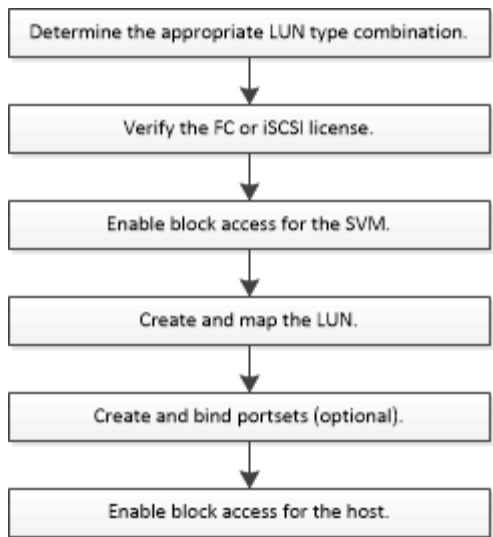 Determine the appropriate LUN type combination.
Verify the FC or iSCSI license.
Enable block access for the SVM.
Create and map the LUN.
Create and bind portsets (optional).
Enable block access for the host.